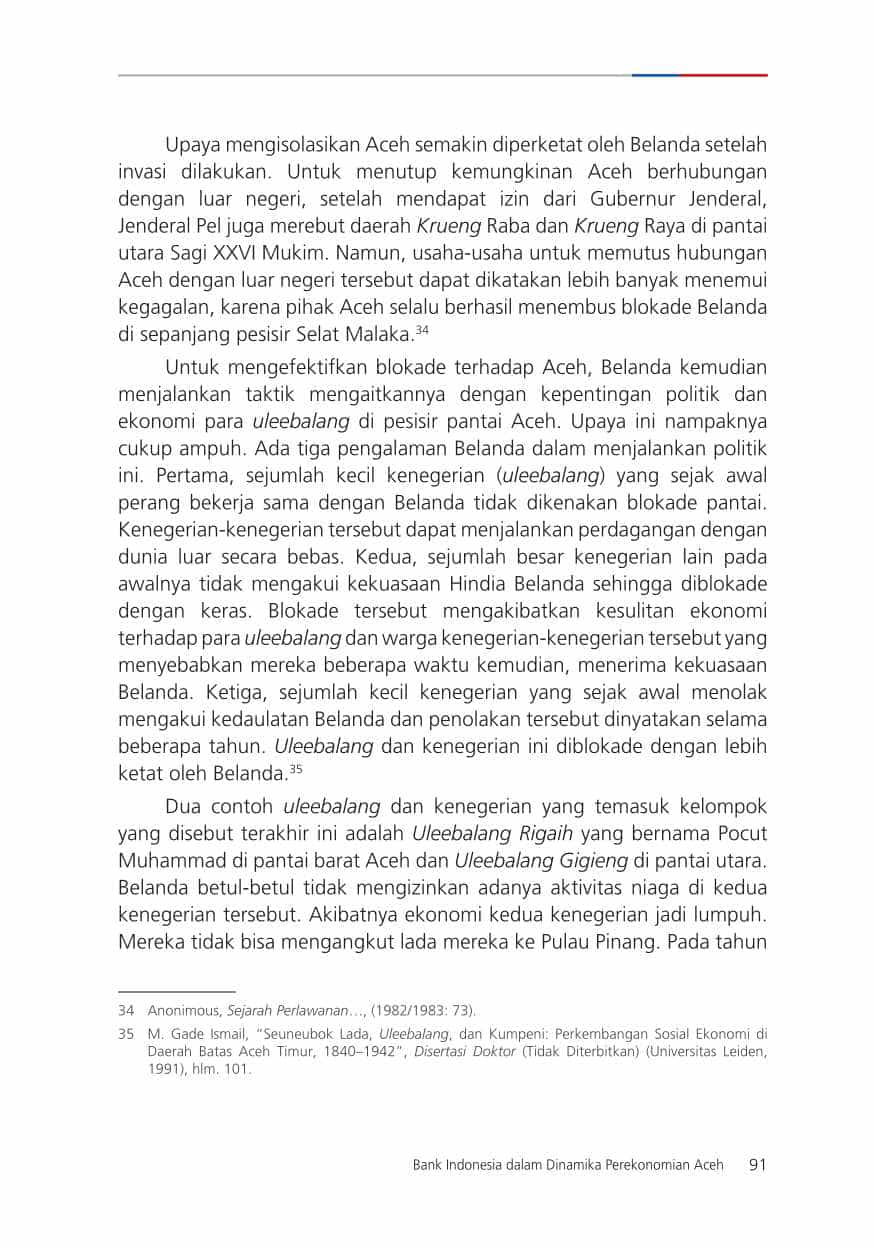 Upaya mengisolasikan Aceh semakin diperketat oleh Belanda setelah
invasi dilakukan. Untuk menutup kemungkinan Aceh berhubungan
dengan luar negeri, setelah mendapat izin dari Gubernur Jenderal,
Jenderal Pel juga merebut daerah Krueng Raba dan Krueng Raya di pantai
utara Sagi XXVI Mukim. Namun, usaha-usaha untuk memutus hubungan
Aceh dengan luar negeri tersebut dapat dikatakan lebih banyak menemui
kegagalan, karena pihak Aceh selalu berhasil menembus blokade Belanda
di sepanjang pesisir Selat Malaka.34
Untuk mengefektifkan blokade terhadap Aceh, Belanda kemudian
menjalankan taktik mengaitkannya dengan kepentingan politik dan
ekonomi para uleebalang di pesisir pantai Aceh. Upaya ini nampaknya
cukup ampuh. Ada tiga pengalaman Belanda dalam menjalankan politik
ini. Pertama, sejumlah kecil kenegerian (uleebalang) yang sejak awal
perang bekerja sama dengan Belanda tidak dikenakan blokade pantai.
Kenegerian-kenegerian tersebut dapat menjalankan perdagangan dengan
dunia luar secara bebas. Kedua, sejumlah besar kenegerian lain pada
awalnya tidak mengakui kekuasaan Hindia Belanda sehingga diblokade
dengan keras. Blokade tersebut mengakibatkan kesulitan ekonomi
terhadap para uleebalang dan warga kenegerian-kenegerian tersebut yang
menyebabkan mereka beberapa waktu kemudian, menerima kekuasaan
Belanda. Ketiga, sejumlah kecil kenegerian yang sejak awal menolak
mengakui kedaulatan Belanda dan penolakan tersebut dinyatakan selama
beberapa tahun. Uleebalang dan kenegerian ini diblokade dengan lebih
ketat oleh Belanda.35
Dua contoh uleebalang dan kenegerian yang temasuk kelompok
yang disebut terakhir ini adalah Uleebalang Rigaih yang bernama Pocut
Muhammad di pantai barat Aceh dan Uleebalang Gigieng di pantai utara.
Belanda betul-betul tidak mengizinkan adanya aktivitas niaga di kedua
kenegerian tersebut. Akibatnya ekonomi kedua kenegerian jadi lumpuh.
Mereka tidak bisa mengangkut lada mereka ke Pulau Pinang. Pada tahun
34 Anonimous, Sejarah Perlawanan…, (1982/1983: 73).
35 M. Gade Ismail, “Seuneubok Lada, Uleebalang, dan Kumpeni: Perkembangan Sosial Ekonomi di
Daerah Batas Aceh Timur, 1840–1942”, Disertasi Doktor (Tidak Diterbitkan) (Universitas Leiden,
1991), hlm. 101.
Bank Indonesia dalam Dinamika Perekonomian Aceh 91